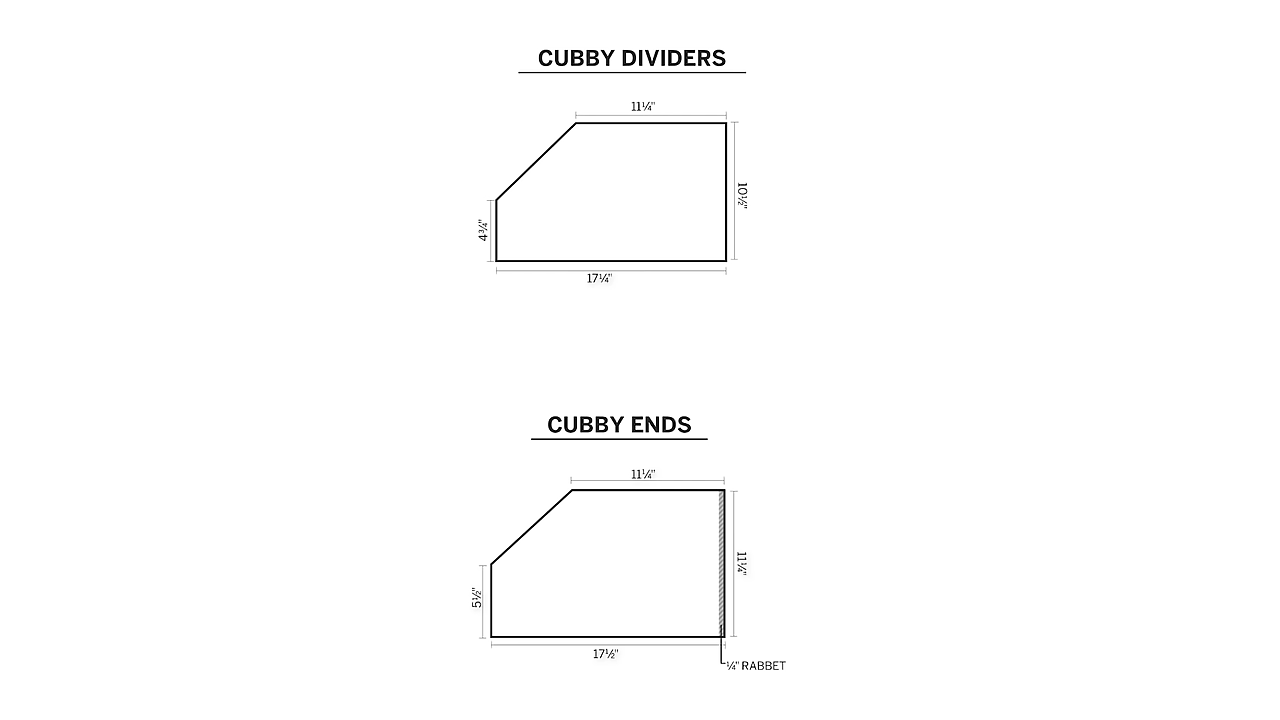 CUBBY DIVIDERS
11¼"
10½"
4¾"
17¼"
CUBBY ENDS
11¼"
11¼"
5½"
17½"
¼" RABBET